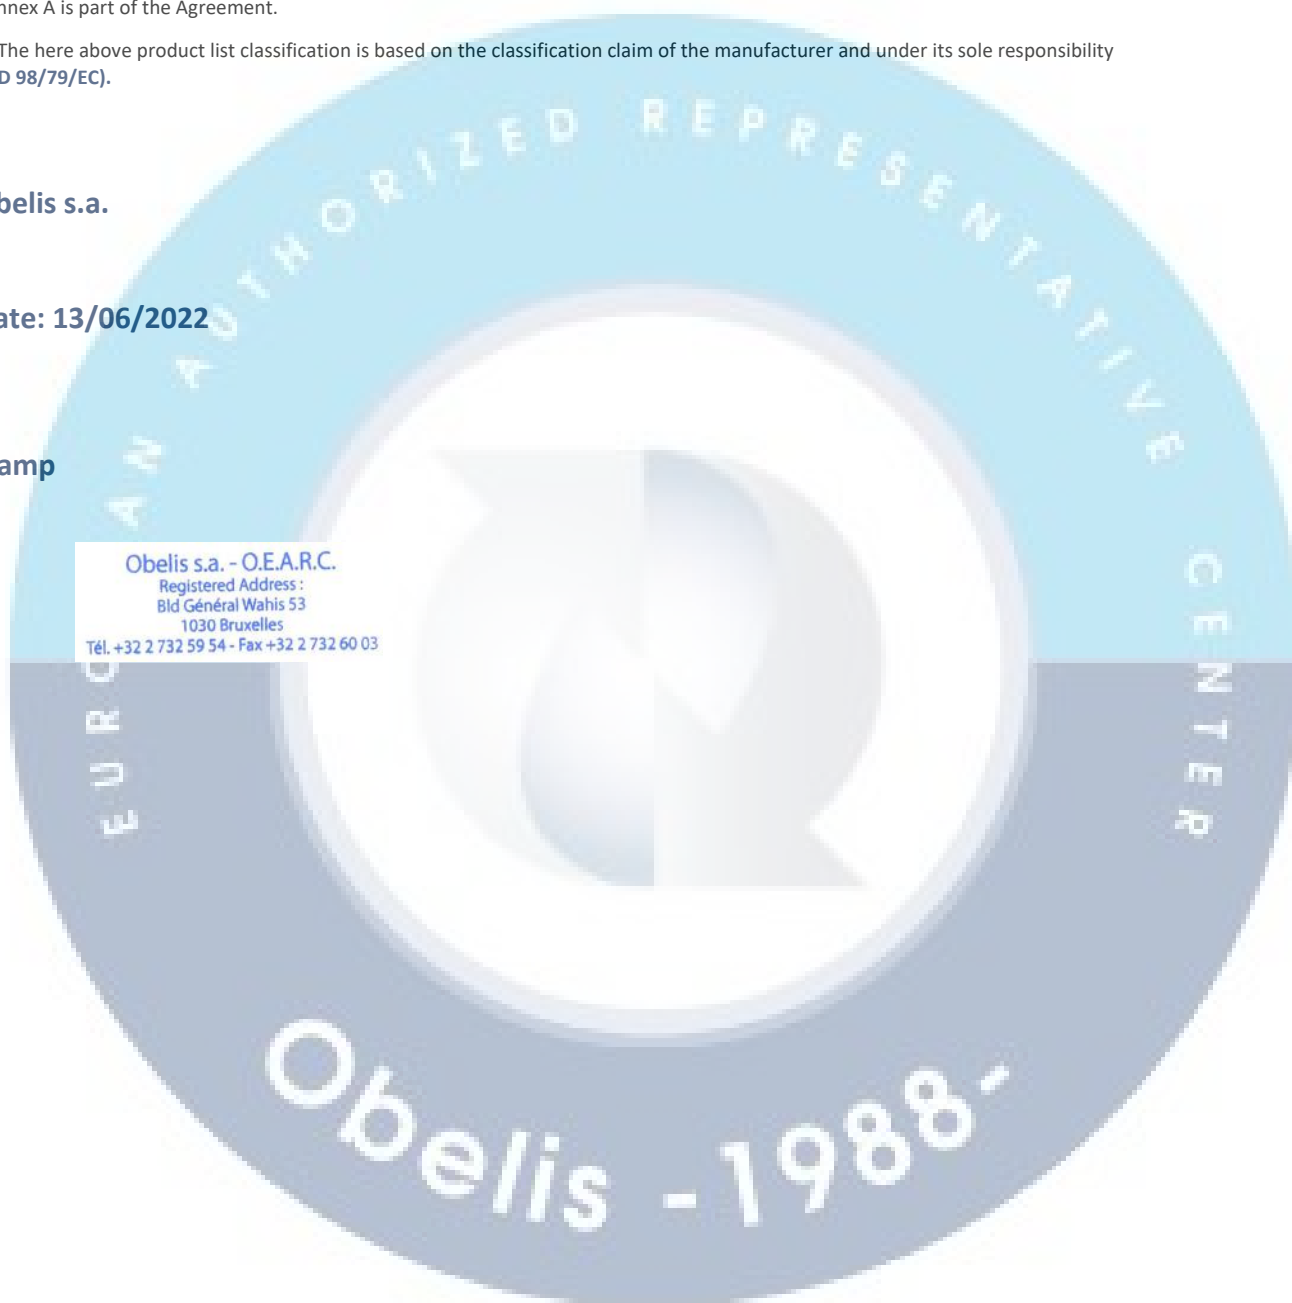 nnex A is part of the Agreement.
The here above product list classification is based on the classification claim of the manufacturer and under its sole responsibility
D 98/79/EC).
belis s.a.
ate: 13/06/2022
amp
Obelis s.a. - O.E.A.R.C.
Registered Address :
Bld Général Wahis 53
1030 Bruxelles
Tél. +32 2 732 59 54 - Fax +32 2 732 60 03
EURO AN AUTHORIZED REPRESENTATIVE CENTER
Obelis -1988-